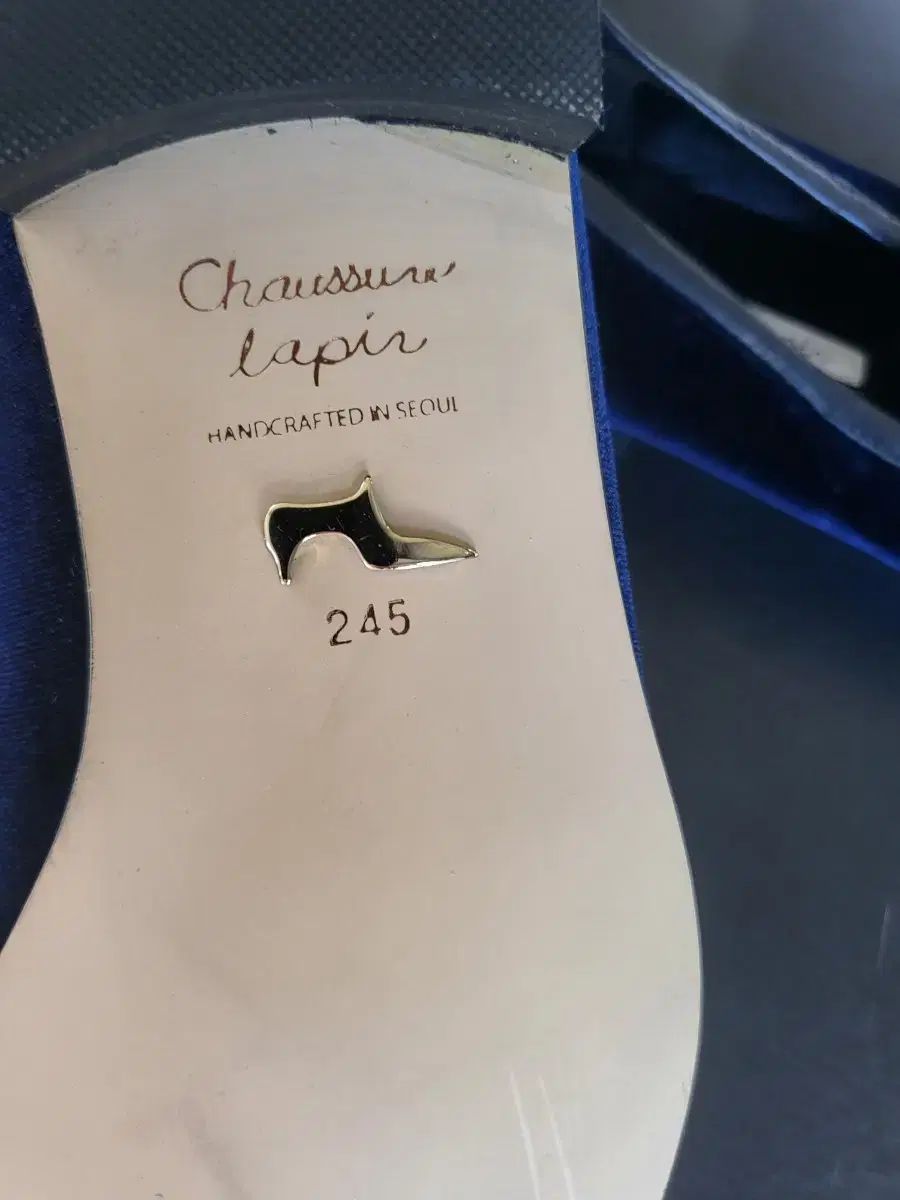 Chaussure
lapin
HANDCRAFTED IN SEOUL
245